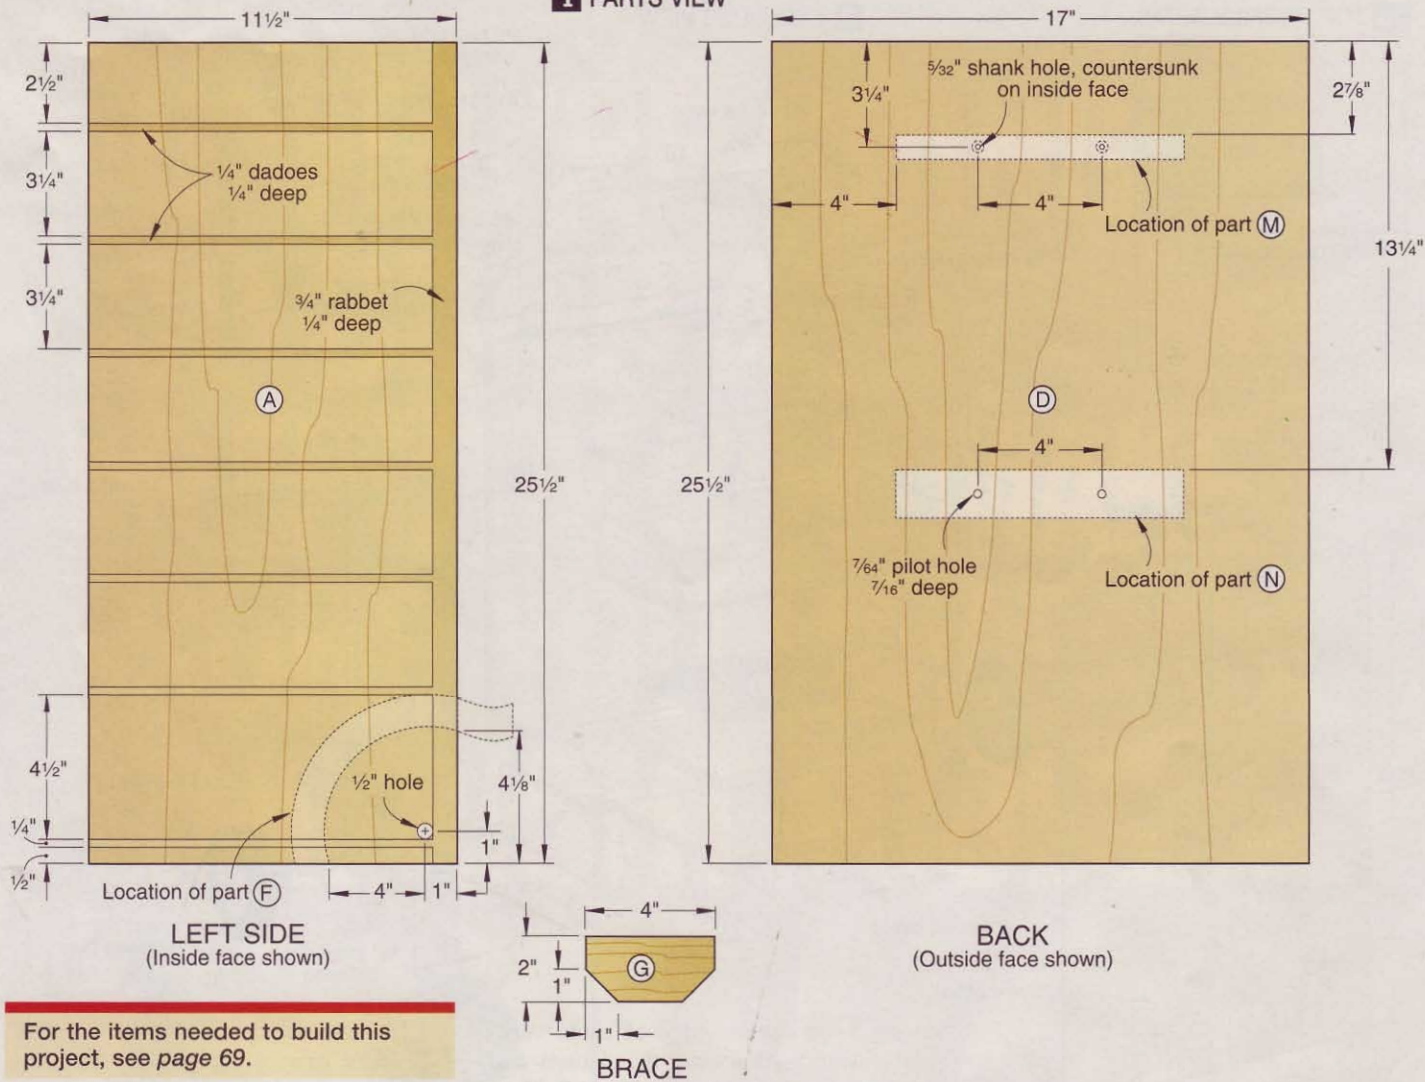 1 PARTS VIEW
11½"
17"
2½"
3¼"
3¼"
¼" dadoes
¼" deep
¾" rabbet
¼" deep
A
25½"
4½"
¼"
½"
½" hole
4⅛"
1"
4"
1"
Location of part F
LEFT SIDE
(Inside face shown)
5/32" shank hole, countersunk
on inside face
3¼"
2⅞"
4"
4"
Location of part M
13¼"
D
25½"
4"
7/64" pilot hole
7/16" deep
Location of part N
BACK
(Outside face shown)
4"
2"
1"
G
1"
BRACE
For the items needed to build this
project, see page 69.